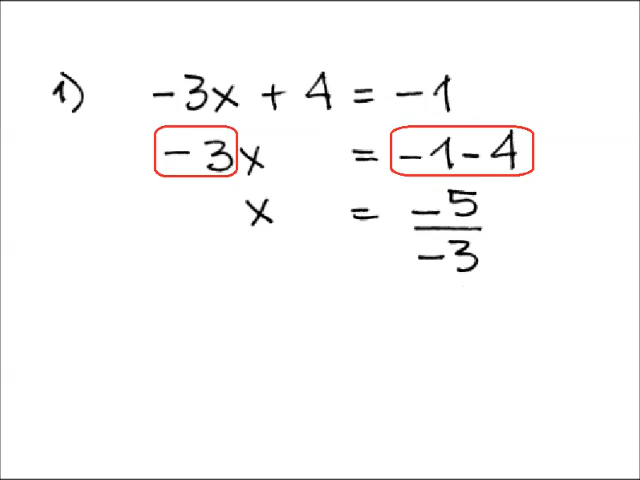 1) -3x + 4 = -1
-3x = -1-4
x = -5/-3